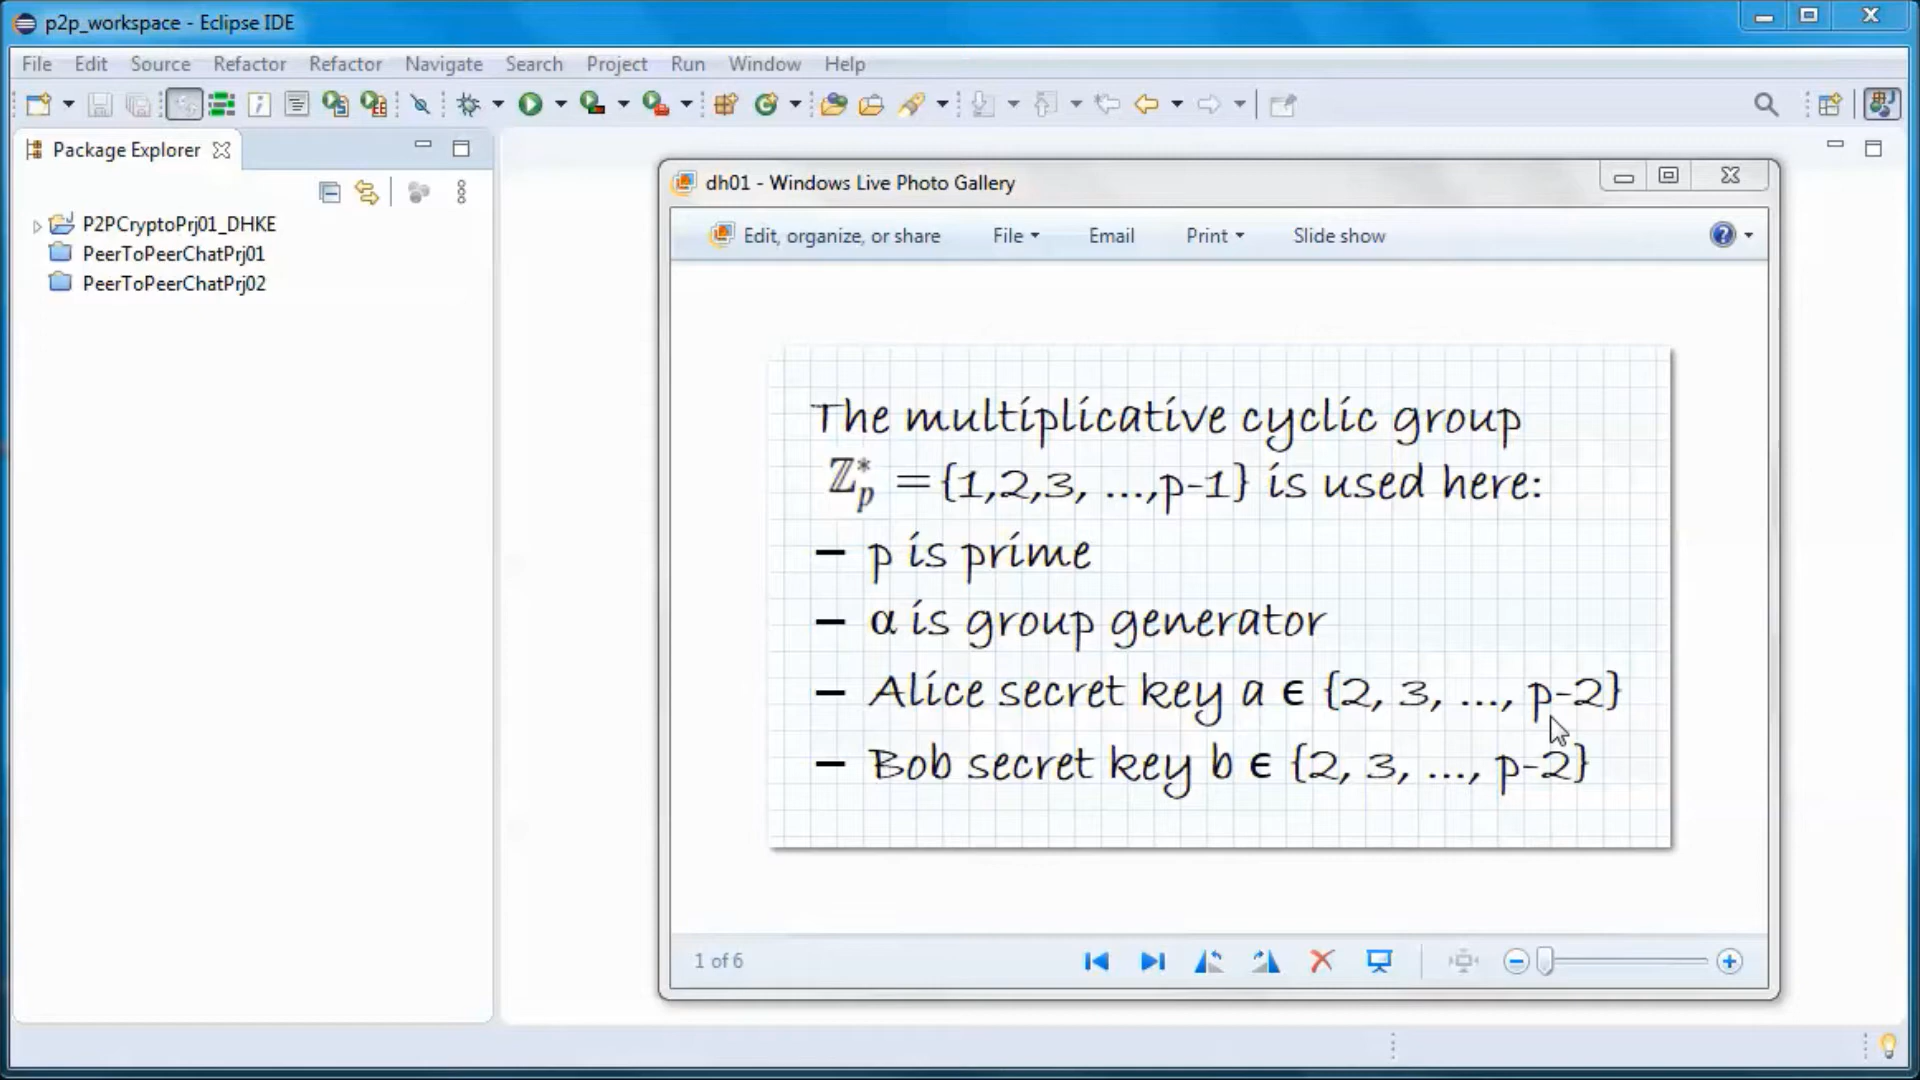 p2p_workspace - Eclipse IDE
File Edit Source Refactor Refactor Navigate Search Project Run Window Help
Package Explorer
P2PCryptoPrj01_DHKE
PeerToPeerChatPrj01
PeerToPeerChatPrj02
dh01 - Windows Live Photo Gallery
Edit, organize, or share File Email Print Slide show
The multiplicative cyclic group
ℤ*p = {1,2,3, ...,p-1} is used here:
– p is prime
– α is group generator
– Alice secret key a ϵ {2, 3, ..., p-2}
– Bob secret key b ϵ {2, 3, ..., p-2}
1 of 6